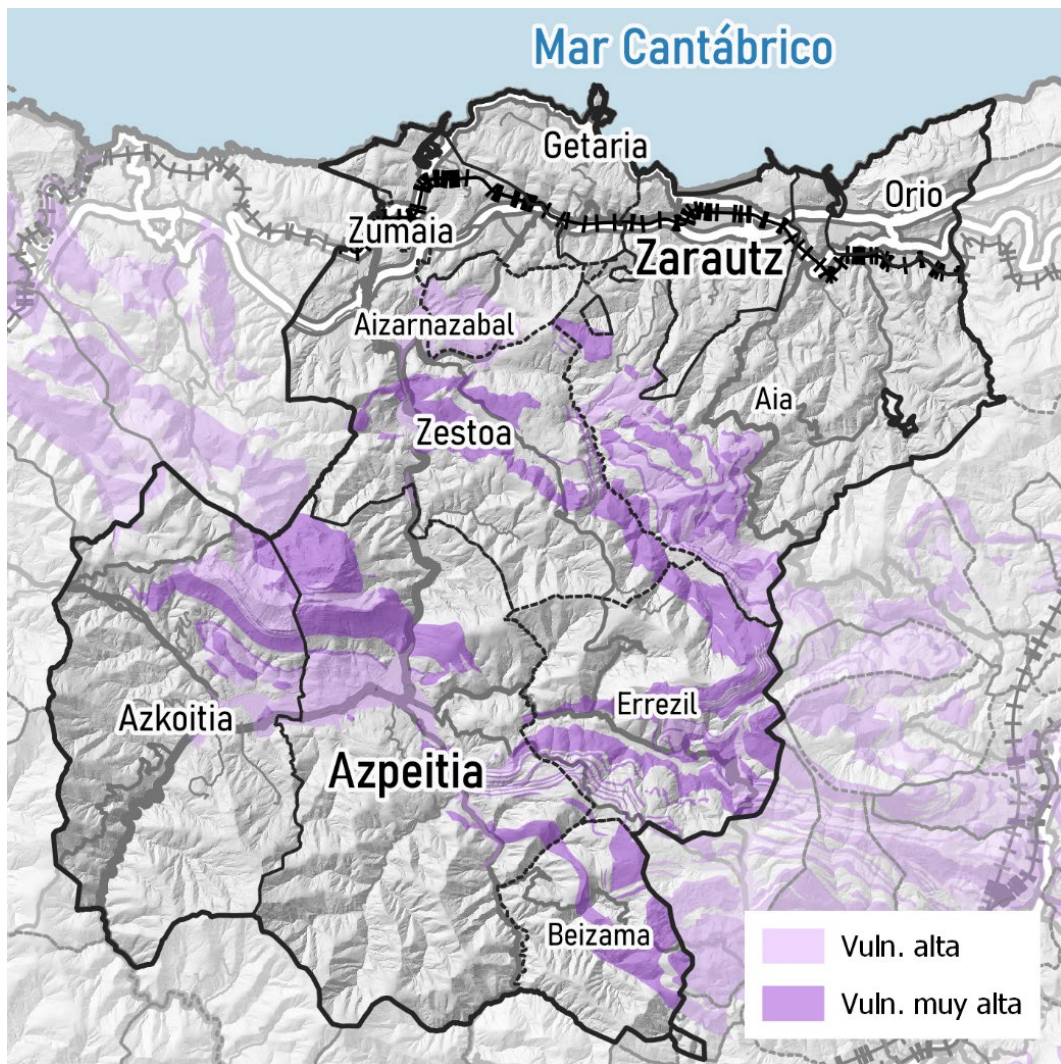 Mar Cantábrico
Getaria
Orio
Zumaia
Zarautz
Aizarnazabal
Aia
Zestoa
Errezil
Azkoitia
Azpeitia
Beizama
Vuln. alta
Vuln. muy alta